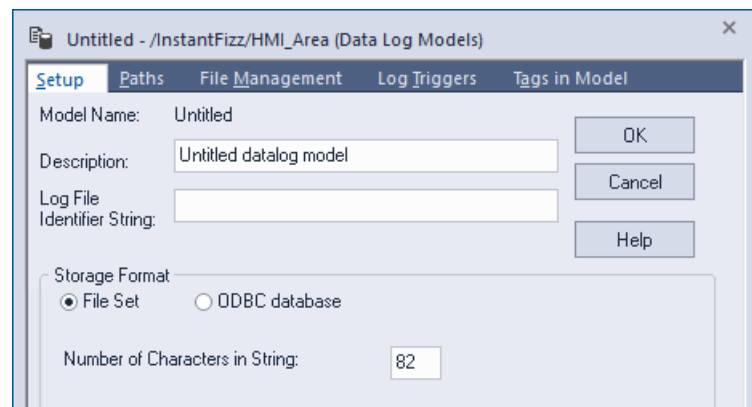 Untitled - /InstantFizz/HMI_Area (Data Log Models)
Setup Paths File Management Log Triggers Tags in Model
Model Name: Untitled
OK
Description: Untitled datalog model
Cancel
Log File
Identifier String:
Help
Storage Format
File Set ODBC database
Number of Characters in String: 82